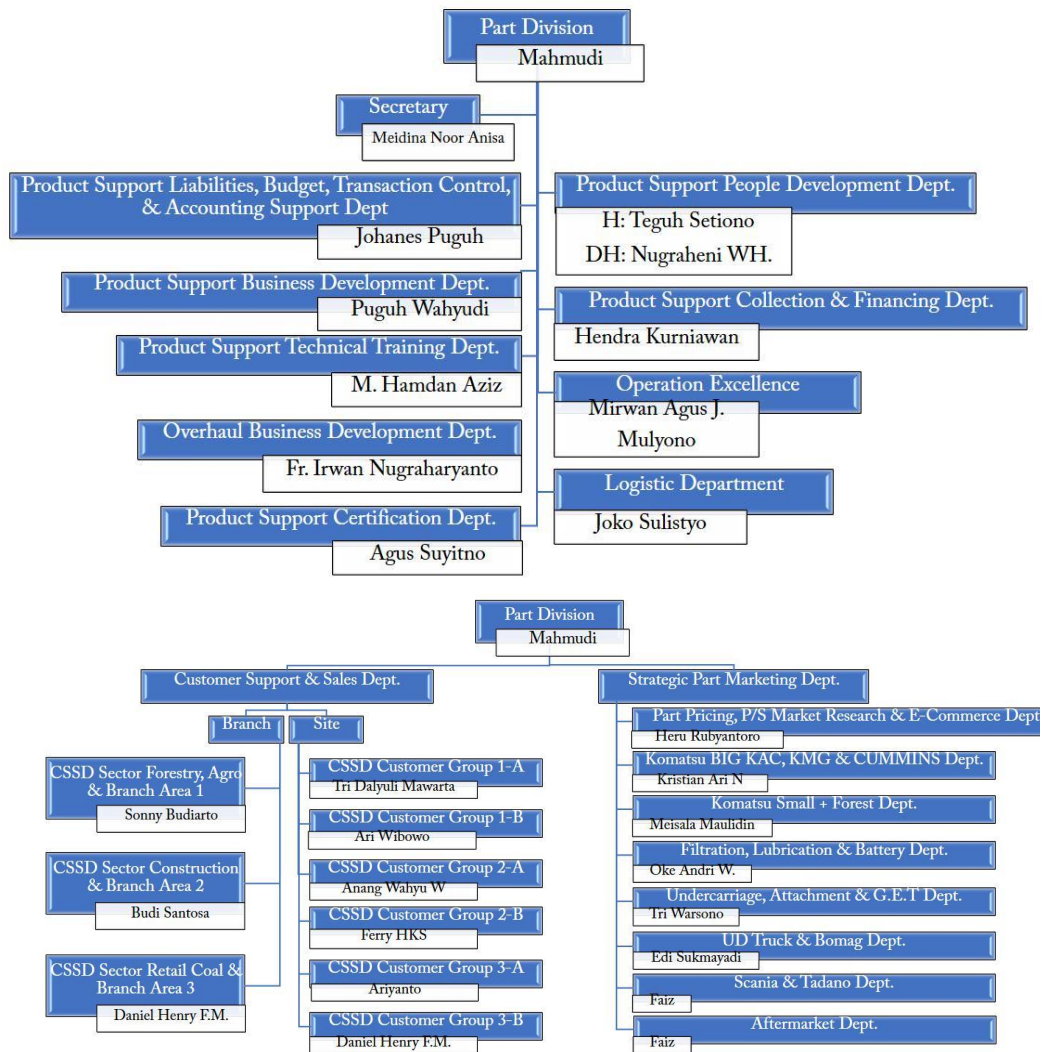 Part Division
Mahmudi
Secretary
Meidina Noor Anisa
Product Support Liabilities, Budget, Transaction Control,
& Accounting Support Dept
Johanes Puguh
Product Support People Development Dept.
H: Teguh Setiono
DH: Nugraheni WH.
Product Support Business Development Dept.
Puguh Wahyudi
Product Support Collection & Financing Dept.
Hendra Kurniawan
Product Support Technical Training Dept.
M. Hamdan Aziz
Operation Excellence
Mirwan Agus J.
Mulyono
Overhaul Business Development Dept.
Fr. Irwan Nugraharyanto
Logistic Department
Joko Sulistyo
Product Support Certification Dept.
Agus Suyitno
Part Division
Mahmudi
Customer Support & Sales Dept.
Branch
CSSD Sector Forestry, Agro
& Branch Area 1
Sonny Budiarto
CSSD Sector Construction
& Branch Area 2
Budi Santosa
CSSD Sector Retail Coal &
Branch Area 3
Daniel Henry F.M.
Site
CSSD Customer Group 1-A
Tri Dalyuli Mawarta
CSSD Customer Group 1-B
Ari Wibowo
CSSD Customer Group 2-A
Anang Wahyu W
CSSD Customer Group 2-B
Ferry HKS
CSSD Customer Group 3-A
Ariyanto
CSSD Customer Group 3-B
Daniel Henry F.M.
Strategic Part Marketing Dept.
Part Pricing, P/S Market Research & E-Commerce Dept
Heru Rubyantoro
Komatsu BIG KAC, KMG & CUMMINS Dept.
Kristian Ari N
Komatsu Small + Forest Dept.
Meisala Maulidin
Filtration, Lubrication & Battery Dept.
Oke Andri W.
Undercarriage, Attachment & G.E.T Dept.
Tri Warsono
UD Truck & Bomag Dept.
Edi Sukmayadi
Scania & Tadano Dept.
Faiz
Aftermarket Dept.
Faiz